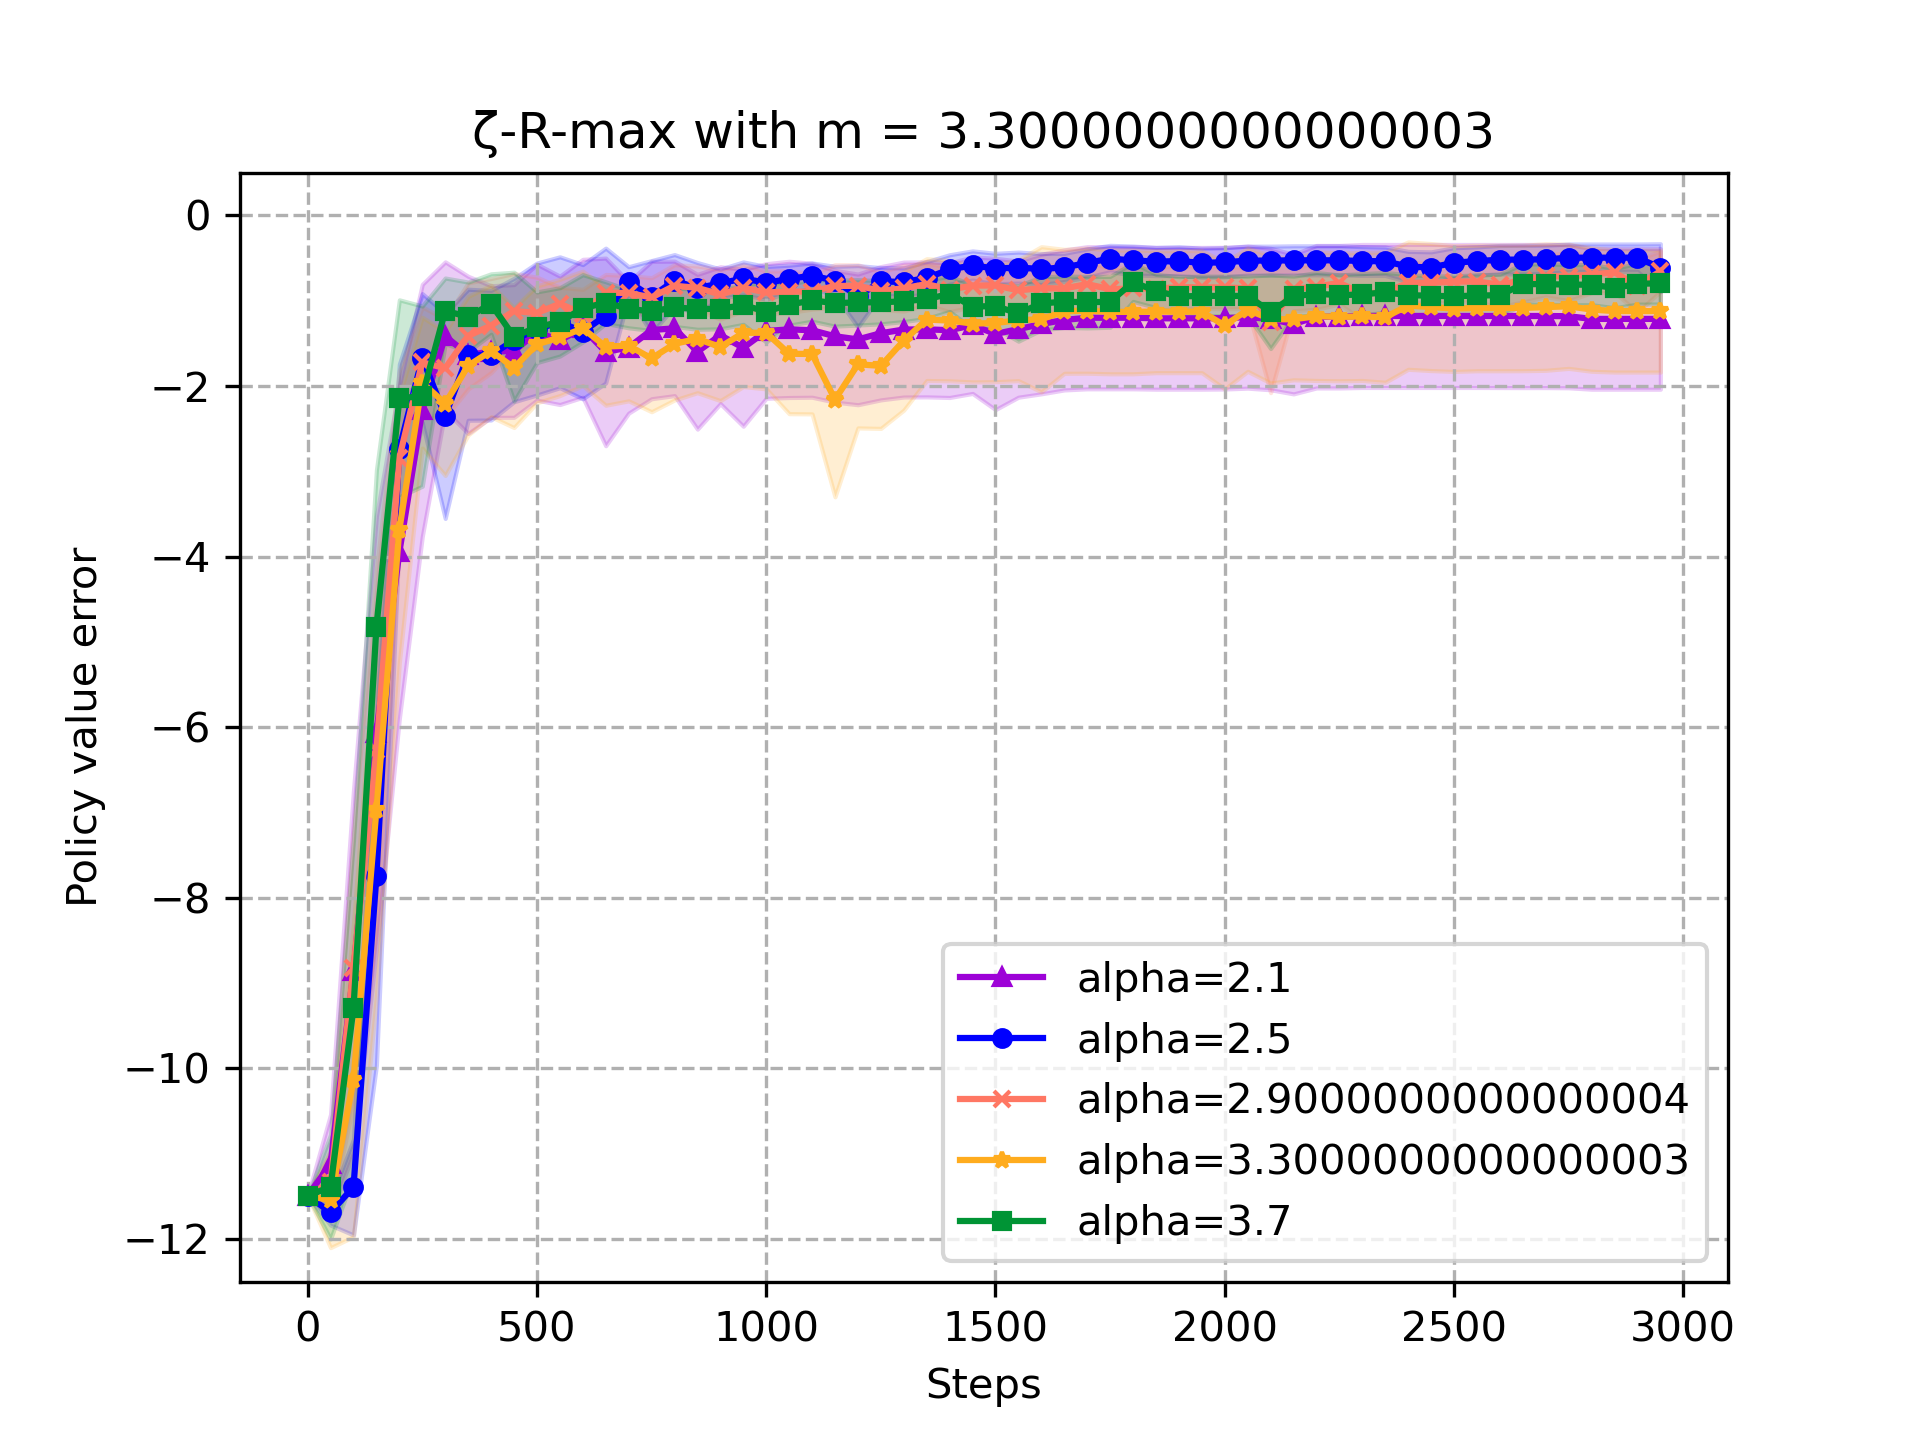 ζ-R-max with m = 3.3000000000000003
Policy value error
0
−2
−4
−6
−8
−10
−12
alpha=2.1
alpha=2.5
alpha=2.9000000000000004
alpha=3.3000000000000003
alpha=3.7
0 500 1000 1500 2000 2500 3000
Steps